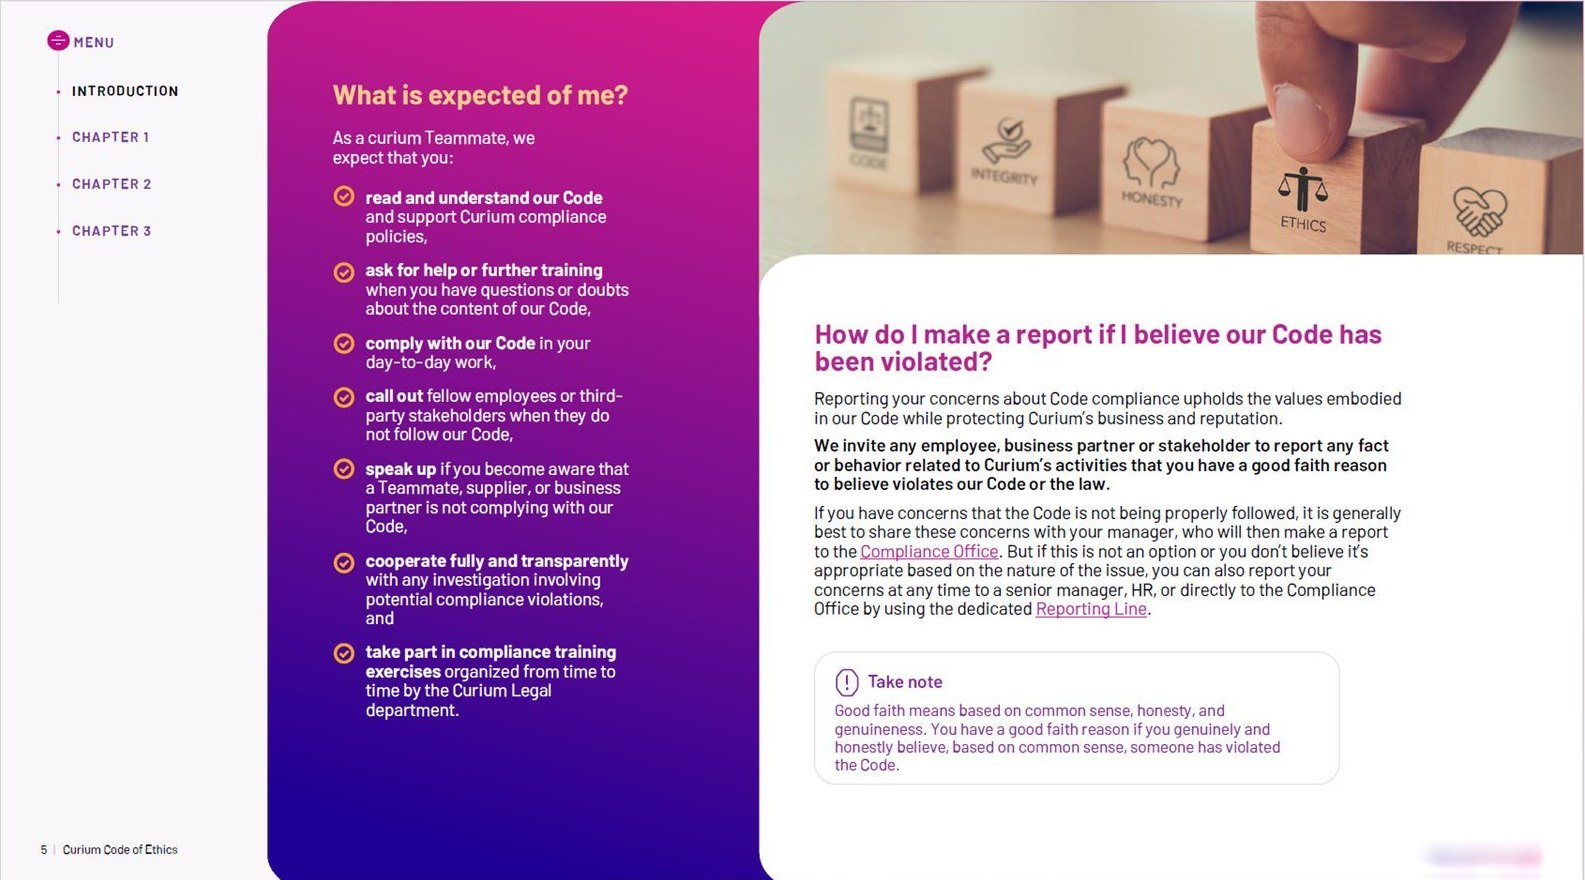 MENU
INTRODUCTION
CHAPTER 1
CHAPTER 2
CHAPTER 3
What is expected of me?
As a curium Teammate, we
expect that you:
read and understand our Code
and support Curium compliance
policies,
ask for help or further training
when you have questions or doubts
about the content of our Code,
comply with our Code in your
day-to-day work,
call out fellow employees or third-
party stakeholders when they do
not follow our Code,
speak up if you become aware that
a Teammate, supplier, or business
partner is not complying with our
Code,
cooperate fully and transparently
with any investigation involving
potential compliance violations,
and
take part in compliance training
exercises organized from time to
time by the Curium Legal
department.
CODE
INTEGRITY
HONESTY
ETHICS
RESPECT
How do I make a report if I believe our Code has
been violated?
Reporting your concerns about Code compliance upholds the values embodied
in our Code while protecting Curium's business and reputation.
We invite any employee, business partner or stakeholder to report any fact
or behavior related to Curium's activities that you have a good faith reason
to believe violates our Code or the law.
If you have concerns that the Code is not being properly followed, it is generally
best to share these concerns with your manager, who will then make a report
to the Compliance Office. But if this is not an option or you don't believe it's
appropriate based on the nature of the issue, you can also report your
concerns at any time to a senior manager, HR, or directly to the Compliance
Office by using the dedicated Reporting Line.
Take note
Good faith means based on common sense, honesty, and
genuineness. You have a good faith reason if you genuinely and
honestly believe, based on common sense, someone has violated
the Code.
5 | Curium Code of Ethics